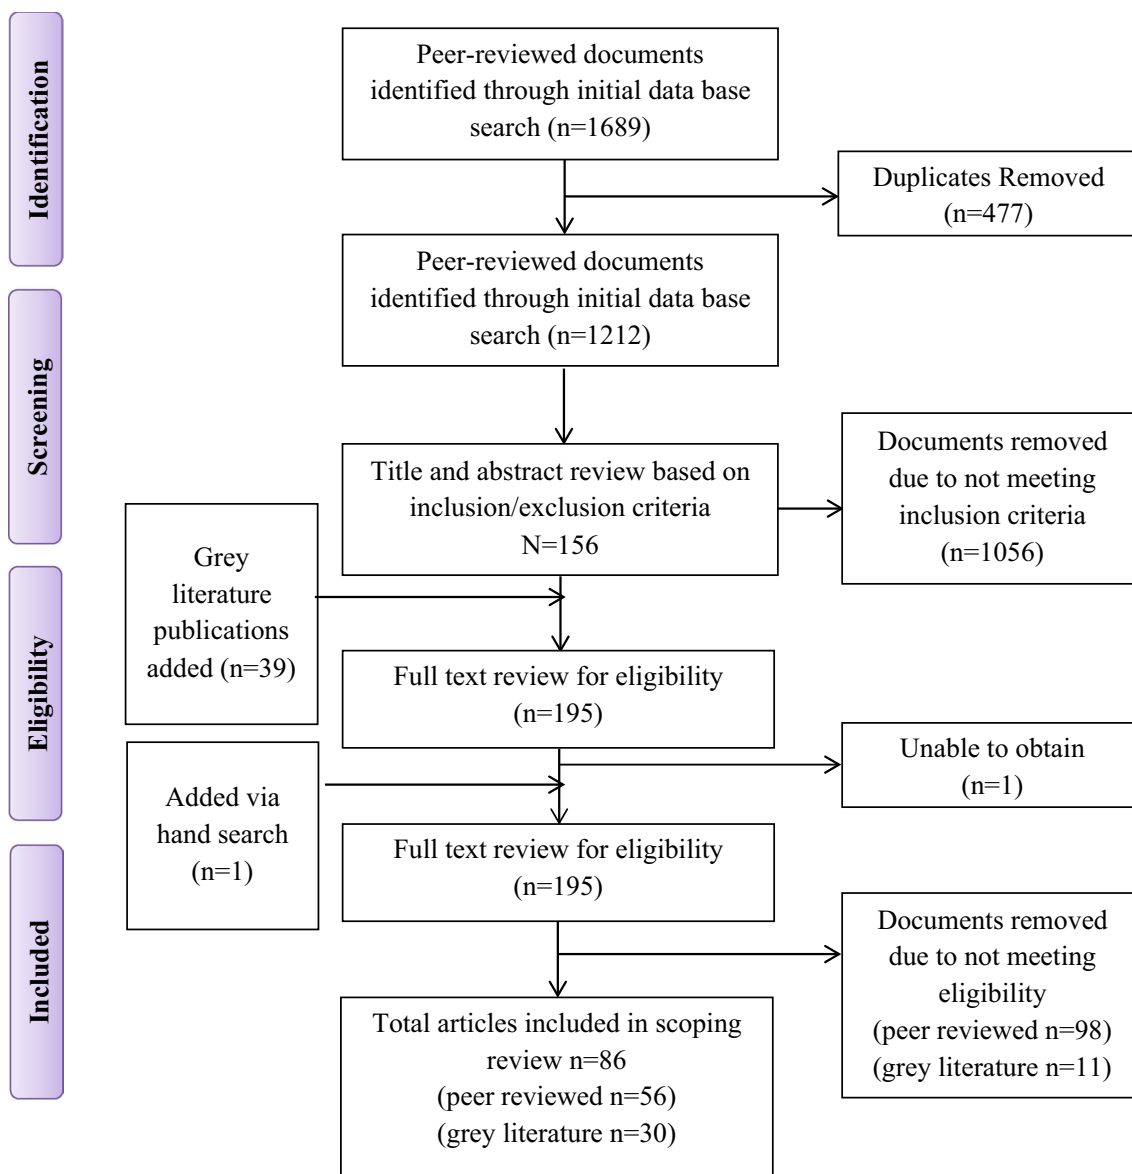 Identification
Peer-reviewed documents
identified through initial data base
search (n=1689)
Duplicates Removed
(n=477)
Peer-reviewed documents
identified through initial data base
search (n=1212)
Screening
Title and abstract review based on
inclusion/exclusion criteria
N=156
Documents removed
due to not meeting
inclusion criteria
(n=1056)
Grey
literature
publications
added (n=39)
Eligibility
Full text review for eligibility
(n=195)
Unable to obtain
(n=1)
Added via
hand search
(n=1)
Full text review for eligibility
(n=195)
Included
Documents removed
due to not meeting
eligibility
(peer reviewed n=98)
(grey literature n=11)
Total articles included in scoping
review n=86
(peer reviewed n=56)
(grey literature n=30)